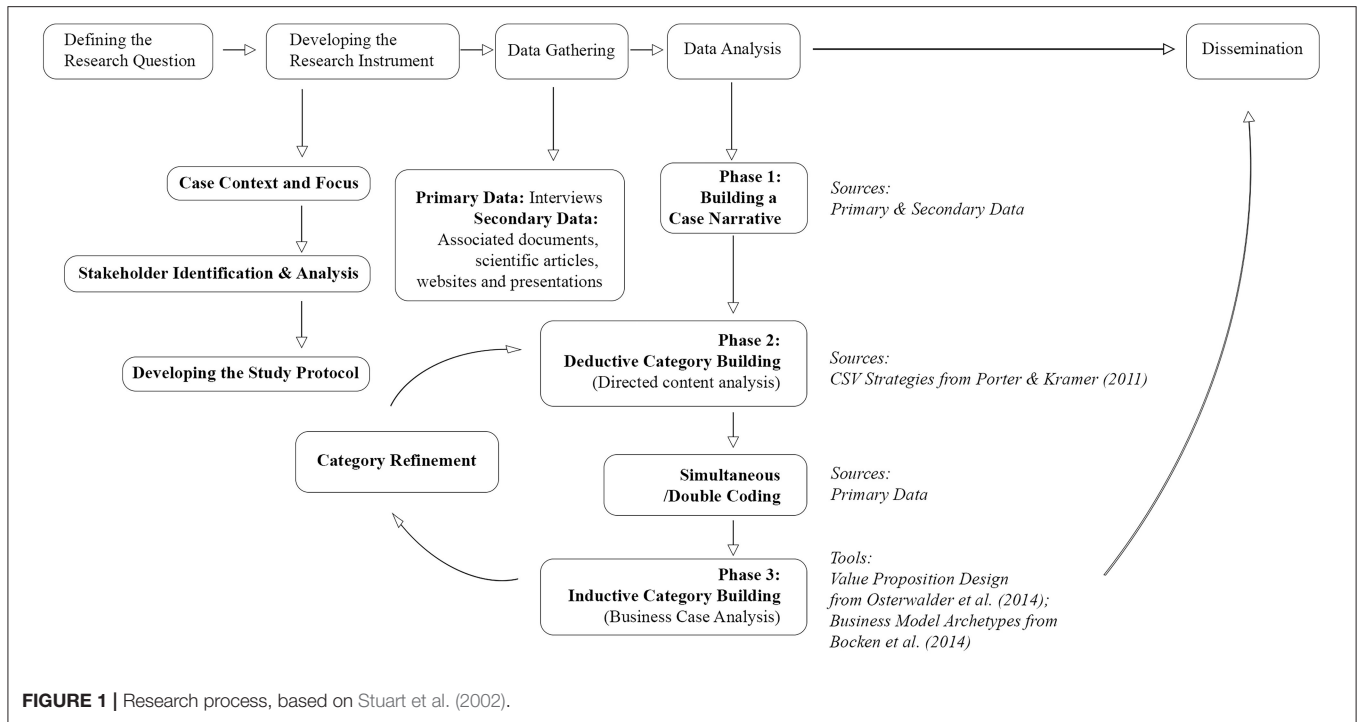 Defining the
Research Question
Developing the
Research Instrument
Data Gathering
Data Analysis
Dissemination
Case Context and Focus
Stakeholder Identification & Analysis
Developing the Study Protocol
Primary Data: Interviews
Secondary Data:
Associated documents,
scientific articles,
websites and presentations
Phase 1:
Building a
Case Narrative
Sources:
Primary & Secondary Data
Phase 2:
Deductive Category Building
(Directed content analysis)
Sources:
CSV Strategies from Porter & Kramer (2011)
Category Refinement
Simultaneous
/Double Coding
Sources:
Primary Data
Phase 3:
Inductive Category Building
(Business Case Analysis)
Tools:
Value Proposition Design
from Osterwalder et al. (2014);
Business Model Archetypes from
Bocken et al. (2014)
FIGURE 1 | Research process, based on Stuart et al. (2002).